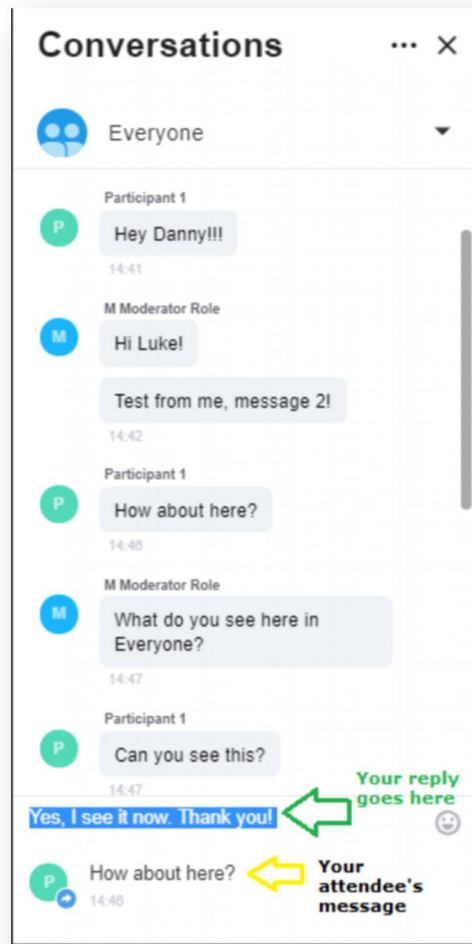 Conversations
Everyone
Participant 1
P
Hey Danny!!!
14:41
M Moderator Role
M
Hi Luke!
Test from me, message 2!
14:42
Participant 1
P
How about here?
14:46
M Moderator Role
M
What do you see here in
Everyone?
14:47
Participant 1
P
Can you see this?
14:47
Your reply
goes here
Yes, I see it now. Thank you!
P
How about here?
14:46
Your
attendee's
message